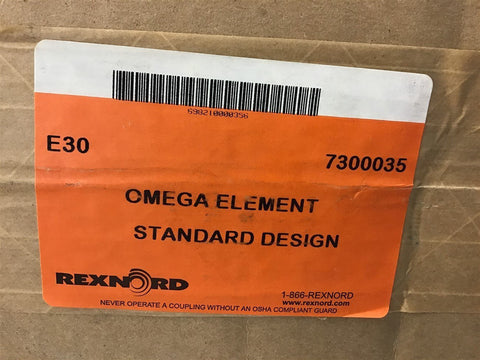 698210000356
E30 7300035
OMEGA ELEMENT
STANDARD DESIGN
REXNORD
1-866-REXNORD
www.rexnord.com
NEVER OPERATE A COUPLING WITHOUT AN OSHA COMPLIANT GUARD